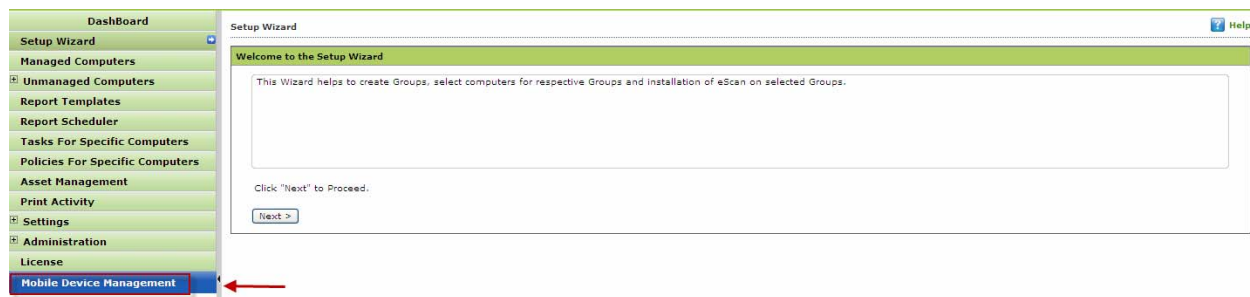 DashBoard
Setup Wizard
Managed Computers
Unmanaged Computers
Report Templates
Report Scheduler
Tasks For Specific Computers
Policies For Specific Computers
Asset Management
Print Activity
Settings
Administration
License
Mobile Device Management
Setup Wizard
Help
Welcome to the Setup Wizard
This Wizard helps to create Groups, select computers for respective Groups and installation of eScan on selected Groups.
Click "Next" to Proceed.
Next >